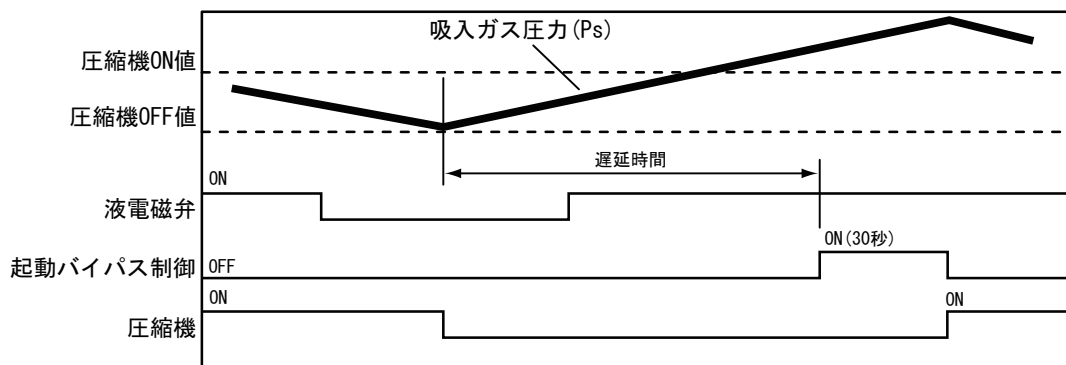 吸入ガス圧力(Ps)
圧縮機ON値
圧縮機OFF値
遅延時間
ON
液電磁弁
ON(30秒)
起動バイパス制御
OFF
ON
ON
圧縮機